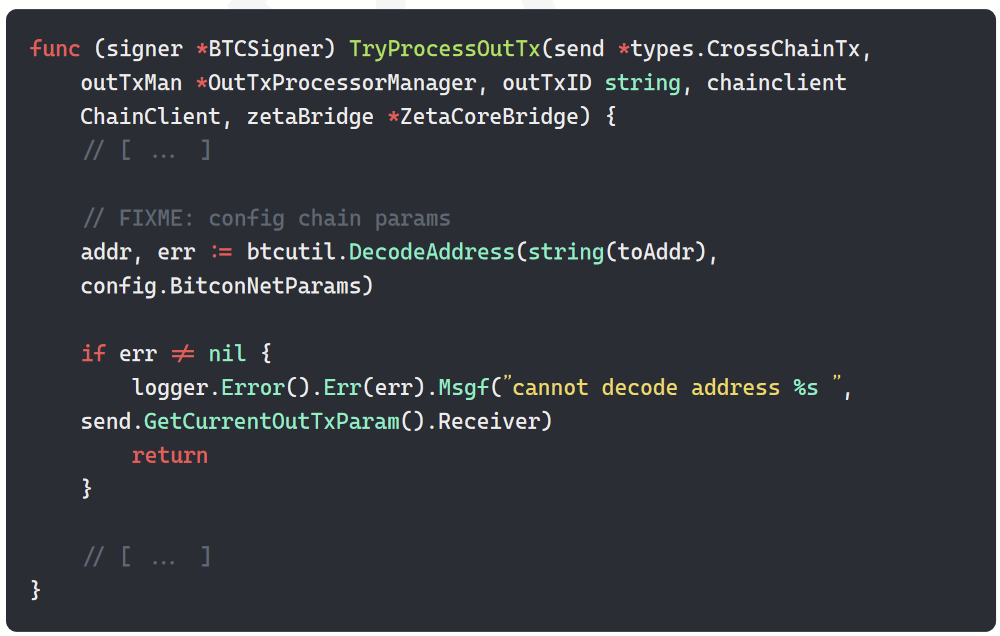 func (signer *BTCSigner) TryProcessOutTx(send *types.CrossChainTx,
    outTxMan *OutTxProcessorManager, outTxID string, chainclient
    ChainClient, zetaBridge *ZetaCoreBridge) {
    // [ ... ]

    // FIXME: config chain params
    addr, err := btcutil.DecodeAddress(string(toAddr),
    config.BitconNetParams)

    if err != nil {
        logger.Error().Err(err).Msgf("cannot decode address %s ",
    send.GetCurrentOutTxParam().Receiver)
        return
    }

    // [ ... ]
}